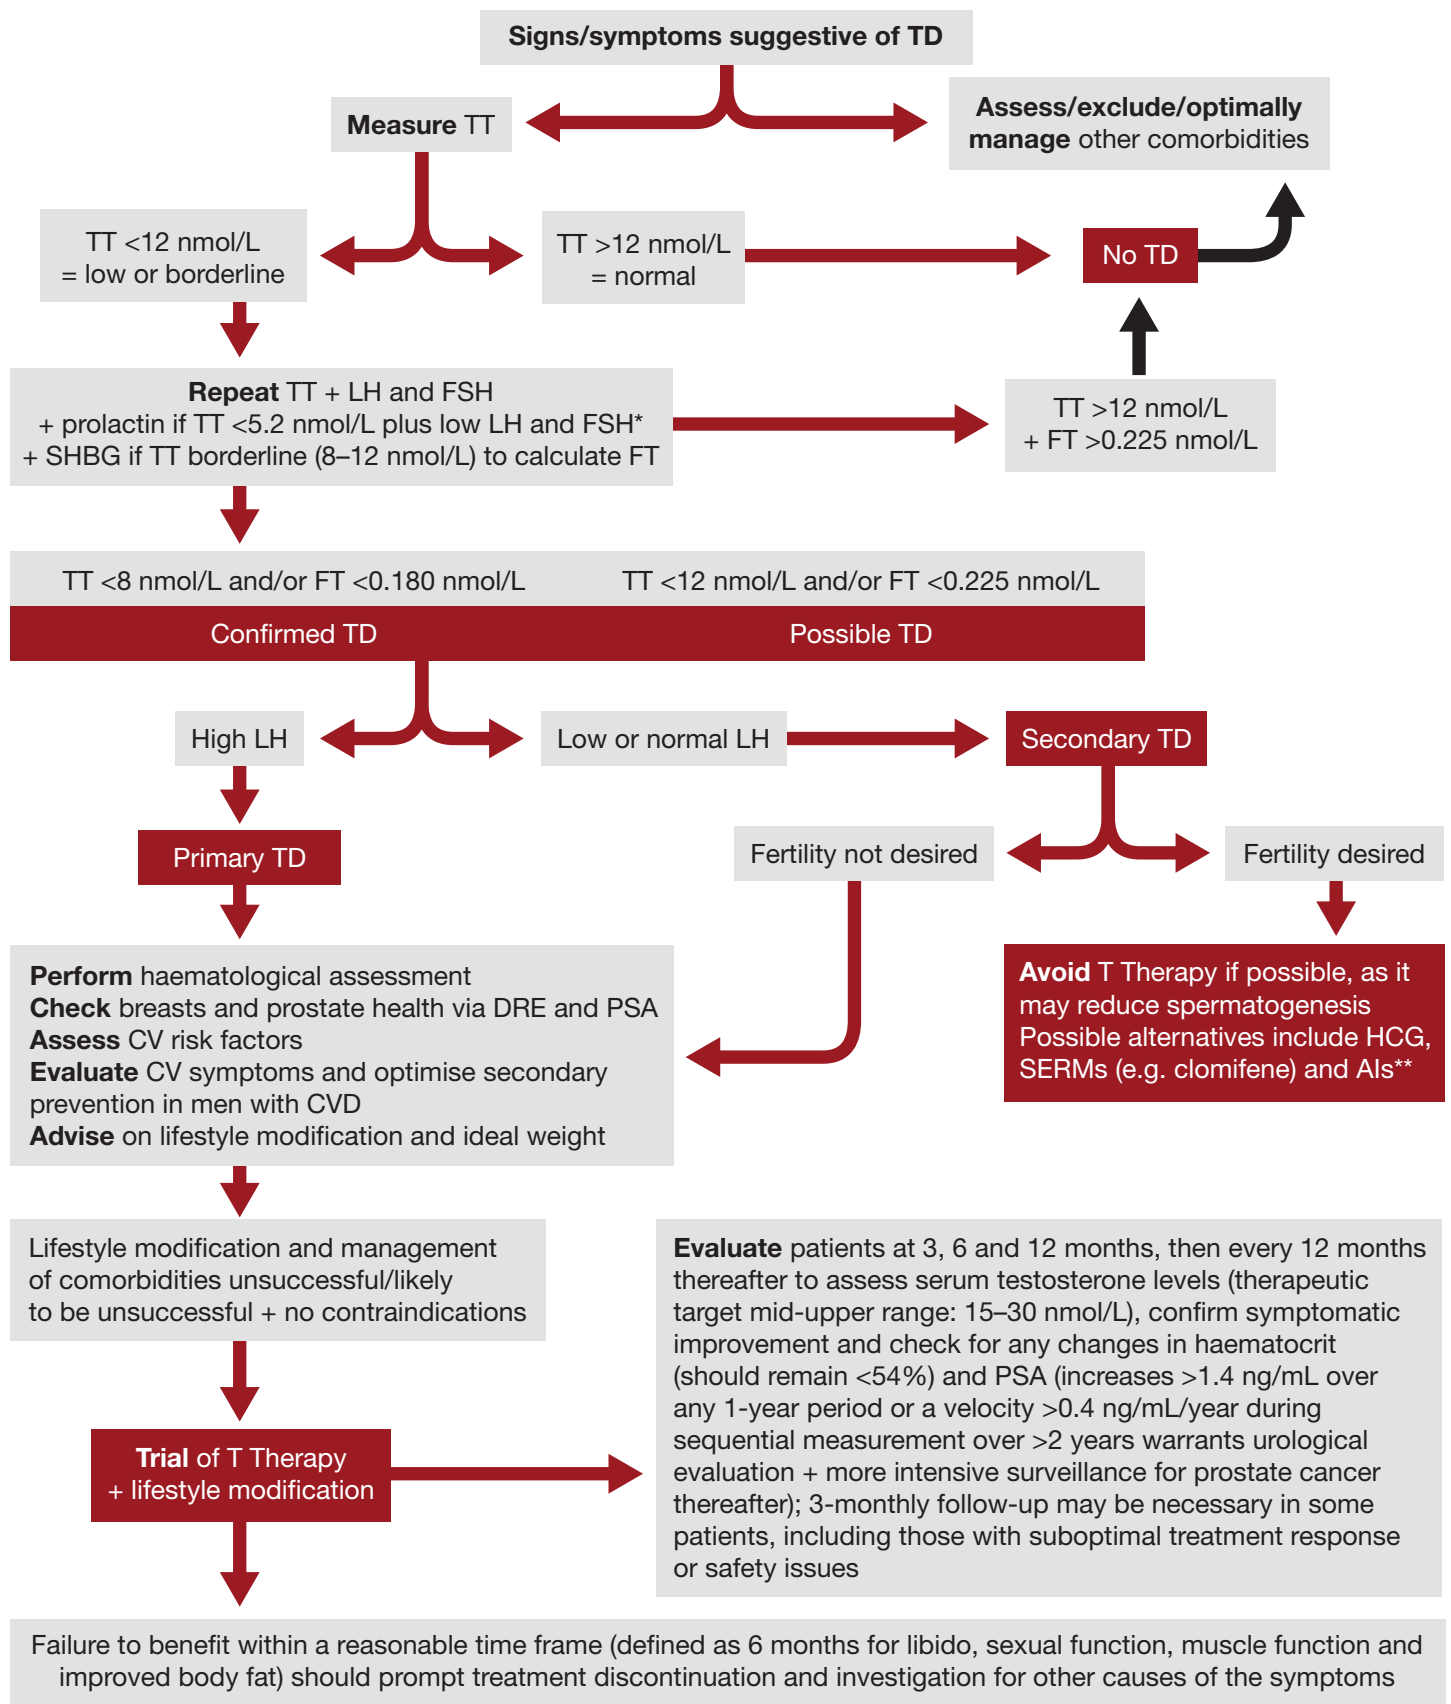 Signs/symptoms suggestive of TD
Measure TT
Assess/exclude/optimally
manage other comorbidities
TT <12 nmol/L
= low or borderline
TT >12 nmol/L
= normal
No TD
Repeat TT + LH and FSH
+ prolactin if TT <5.2 nmol/L plus low LH and FSH*
+ SHBG if TT borderline (8–12 nmol/L) to calculate FT
TT >12 nmol/L
+ FT >0.225 nmol/L
TT <8 nmol/L and/or FT <0.180 nmol/L
TT <12 nmol/L and/or FT <0.225 nmol/L
Confirmed TD
Possible TD
High LH
Low or normal LH
Secondary TD
Primary TD
Fertility not desired
Fertility desired
Perform haematological assessment
Check breasts and prostate health via DRE and PSA
Assess CV risk factors
Evaluate CV symptoms and optimise secondary
prevention in men with CVD
Advise on lifestyle modification and ideal weight
Avoid T Therapy if possible, as it
may reduce spermatogenesis
Possible alternatives include HCG,
SERMs (e.g. clomifene) and AIs**
Lifestyle modification and management
of comorbidities unsuccessful/likely
to be unsuccessful + no contraindications
Trial of T Therapy
+ lifestyle modification
Evaluate patients at 3, 6 and 12 months, then every 12 months
thereafter to assess serum testosterone levels (therapeutic
target mid-upper range: 15–30 nmol/L), confirm symptomatic
improvement and check for any changes in haematocrit
(should remain <54%) and PSA (increases >1.4 ng/mL over
any 1-year period or a velocity >0.4 ng/mL/year during
sequential measurement over >2 years warrants urological
evaluation + more intensive surveillance for prostate cancer
thereafter); 3-monthly follow-up may be necessary in some
patients, including those with suboptimal treatment response
or safety issues
Failure to benefit within a reasonable time frame (defined as 6 months for libido, sexual function, muscle function and
improved body fat) should prompt treatment discontinuation and investigation for other causes of the symptoms